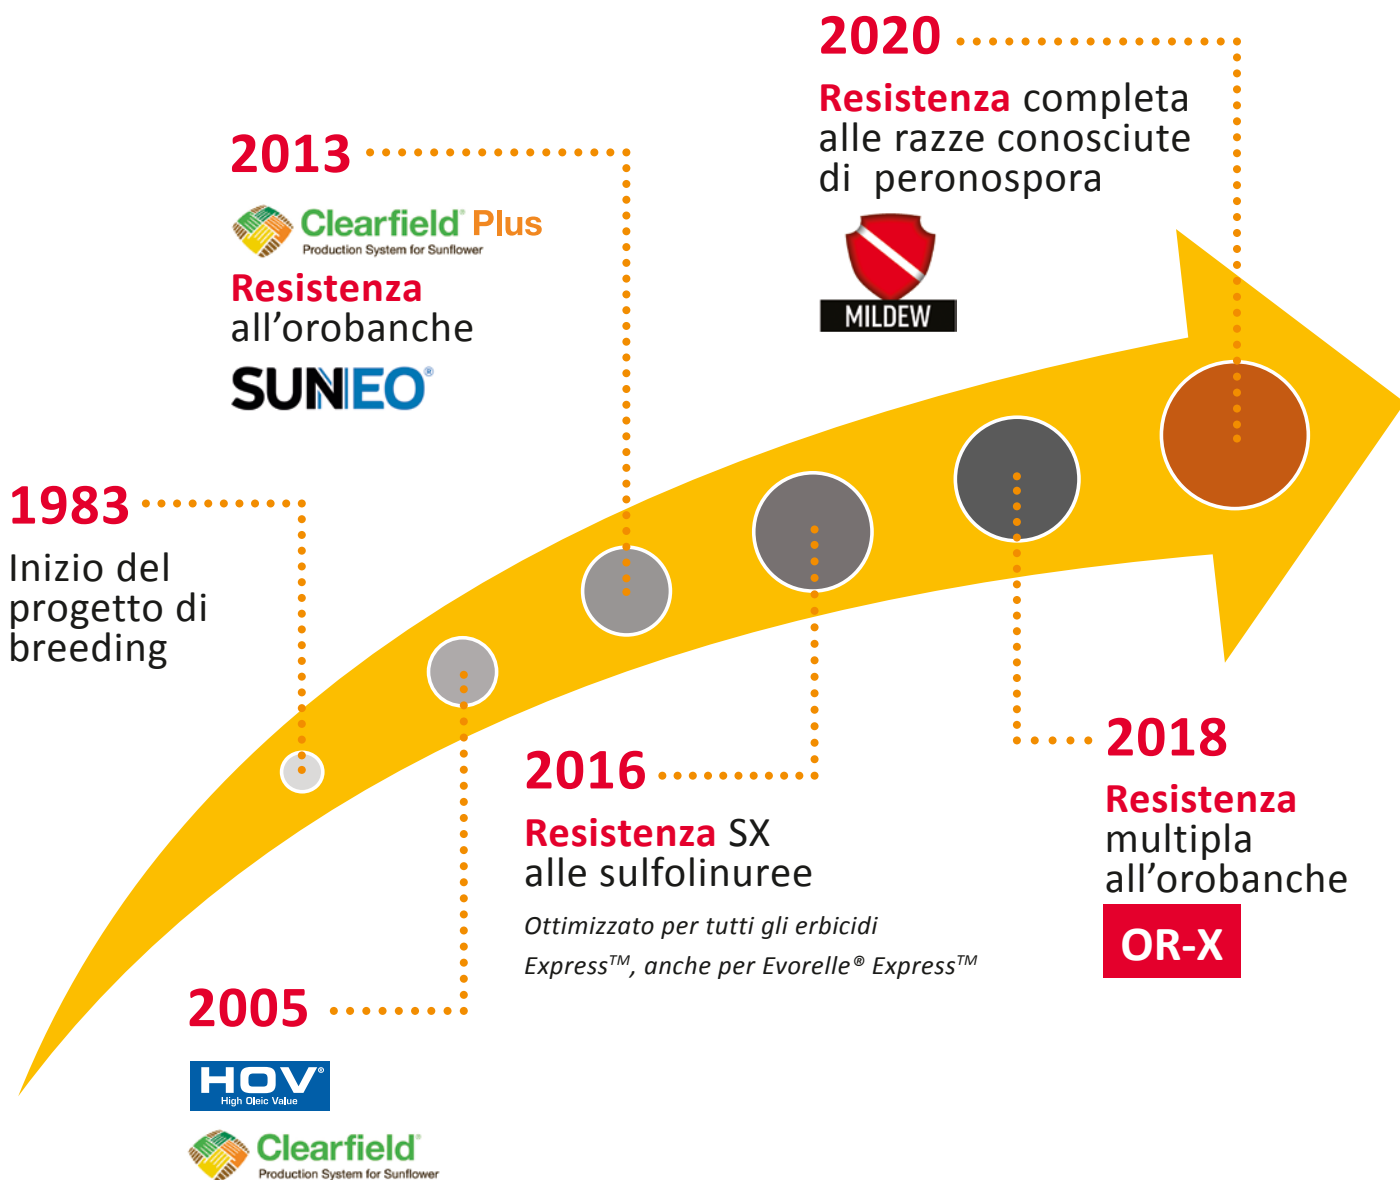 1983
Inizio del
progetto di
breeding
2005
HOV®
High Oleic Value
Clearfield®
Production System for Sunflower
2013
Clearfield® Plus
Production System for Sunflower
Resistenza
all’orobanche
SUNEO®
2016
Resistenza SX
alle sulfolinuree
Ottimizzato per tutti gli erbicidi
Express™, anche per Evorelle® Express™
2018
Resistenza
multipla
all’orobanche
OR-X
2020
Resistenza completa
alle razze conosciute
di peronospora
MILDEW